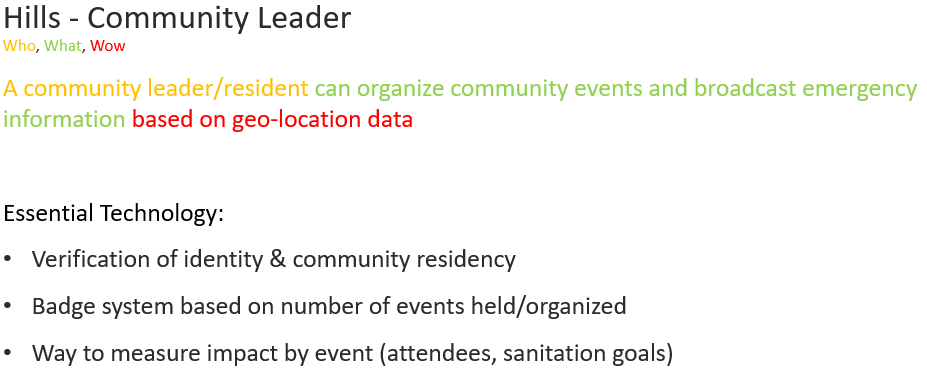 Hills - Community Leader
Who, What, Wow
A community leader/resident can organize community events and broadcast emergency
information based on geo-location data
Essential Technology:
• Verification of identity & community residency
• Badge system based on number of events held/organized
• Way to measure impact by event (attendees, sanitation goals)